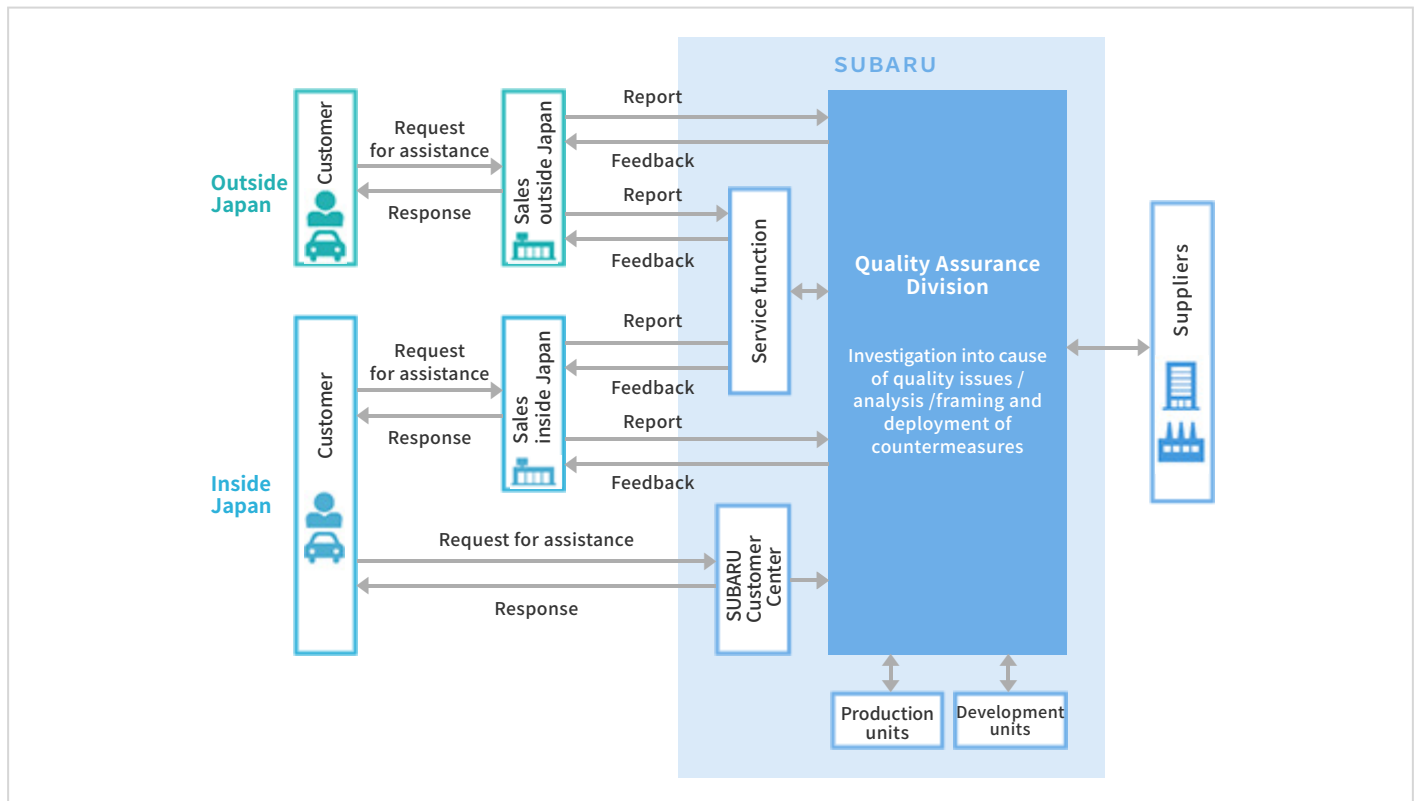 SUBARU
Outside
Japan
Customer
Request
for assistance
Response
Sales
outside Japan
Report
Feedback
Report
Feedback
Service function
Quality Assurance
Division
Investigation into cause
of quality issues /
analysis /framing and
deployment of
countermeasures
Suppliers
Inside
Japan
Customer
Request
for assistance
Response
Sales
inside Japan
Report
Feedback
Report
Feedback
Request for assistance
Response
SUBARU
Customer
Center
Production
units
Development
units